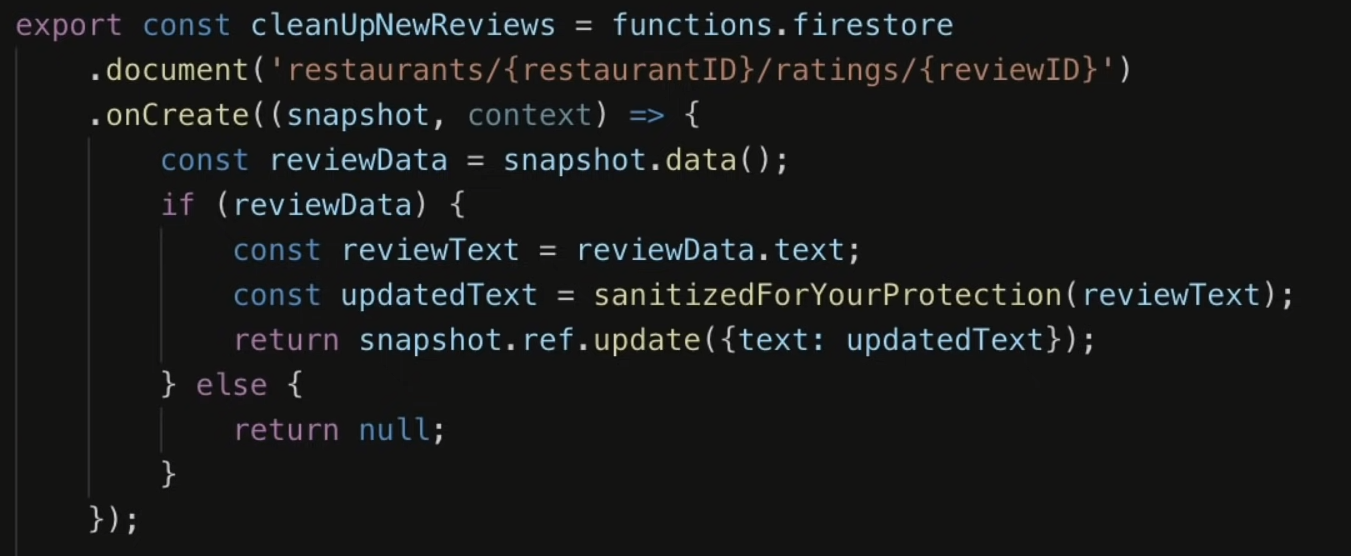 export const cleanUpNewReviews = functions.firestore
.document('restaurants/{restaurantID}/ratings/{reviewID}')
.onCreate((snapshot, context) => {
const reviewData = snapshot.data();
if (reviewData) {
const reviewText = reviewData.text;
const updatedText = sanitizedForYourProtection(reviewText);
return snapshot.ref.update({text: updatedText});
} else {
return null;
}
});